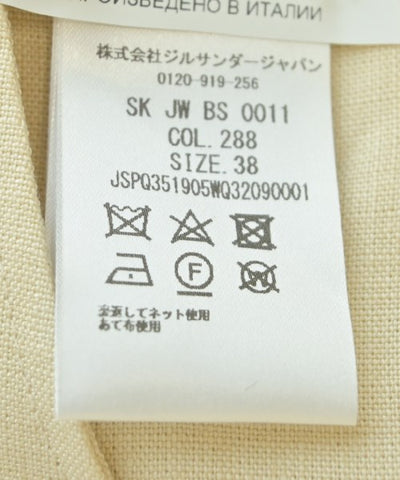 ПРОИЗВЕДЕНО В ИТАЛИИ
株式会社ジルサンダージャパン
0120-919-256
SK JW BS 0011
COL. 288
SIZE. 38
JSPQ351905WQ32090001
F
W
裏返してネット使用
あて布使用